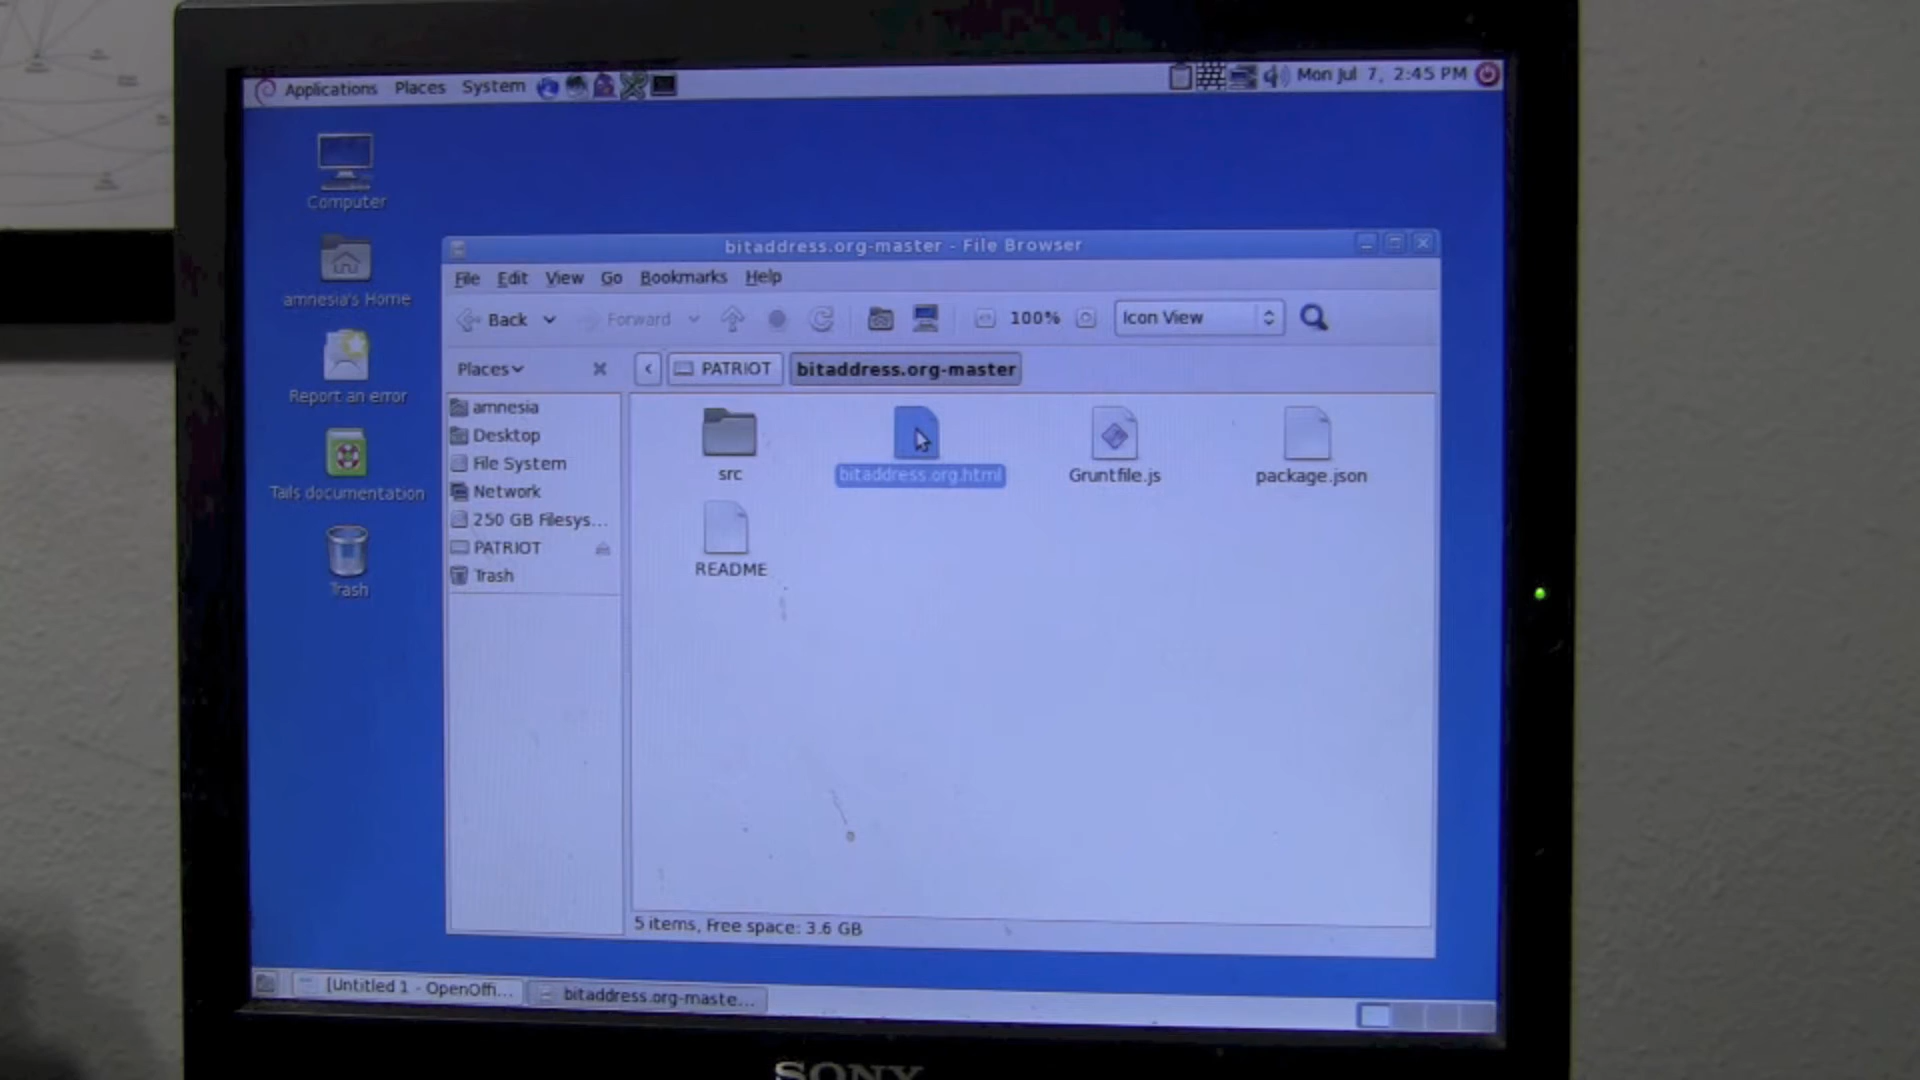 Applications Places System Mon Jul 7, 2:45 PM
Computer
amnesia's Home
Report an error
Tails documentation
Trash
bitaddress.org-master - File Browser
File Edit View Go Bookmarks Help
Back Forward 100% Icon View
Places PATRIOT bitaddress.org-master
amnesia
Desktop
File System
Network
250 GB Filesys...
PATRIOT
Trash
src bitaddress.org.html Gruntfile.js package.json
README
5 items, Free space: 3.6 GB
[Untitled 1 - OpenOffi... bitaddress.org-maste...
SONY